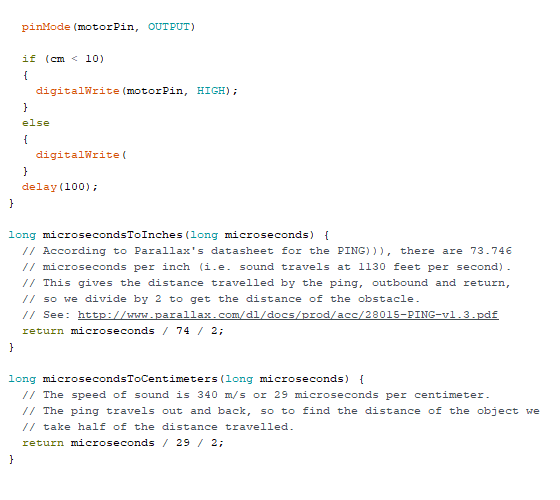 pinMode(motorPin, OUTPUT)
if (cm < 10)
{
digitalWrite(motorPin, HIGH);
}
else
{
digitalWrite(
}
delay(100);
}
long microsecondsToInches(long microseconds) {
// According to Parallax's datasheet for the PING))), there are 73.746
// microseconds per inch (i.e. sound travels at 1130 feet per second).
// This gives the distance travelled by the ping, outbound and return,
// so we divide by 2 to get the distance of the obstacle.
// See: http://www.parallax.com/dl/docs/prod/acc/28015-PING-v1.3.pdf
return microseconds / 74 / 2;
}
long microsecondsToCentimeters(long microseconds) {
// The speed of sound is 340 m/s or 29 microseconds per centimeter.
// The ping travels out and back, so to find the distance of the object we
// take half of the distance travelled.
return microseconds / 29 / 2;
}